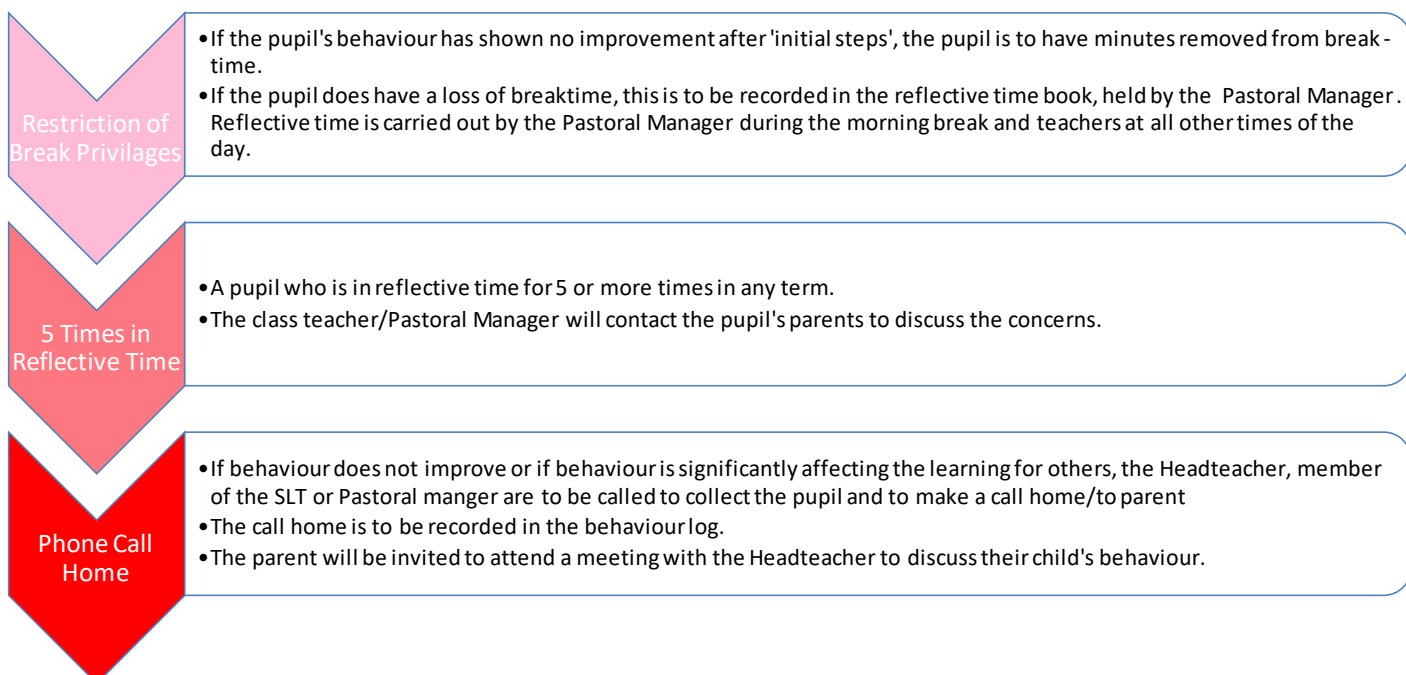 Restriction of
Break Privilages
•If the pupil's behaviour has shown no improvement after 'initial steps', the pupil is to have minutes removed from break-
time.
•If the pupil does have a loss of breaktime, this is to be recorded in the reflective time book, held by the Pastoral Manager.
Reflective time is carried out by the Pastoral Manager during the morning break and teachers at all other times of the
day.
5 Times in
Reflective Time
•A pupil who is in reflective time for 5 or more times in any term.
•The class teacher/Pastoral Manager will contact the pupil's parents to discuss the concerns.
Phone Call
Home
•If behaviour does not improve or if behaviour is significantly affecting the learning for others, the Headteacher, member
of the SLT or Pastoral manger are to be called to collect the pupil and to make a call home/to parent
•The call home is to be recorded in the behaviour log.
•The parent will be invited to attend a meeting with the Headteacher to discuss their child's behaviour.